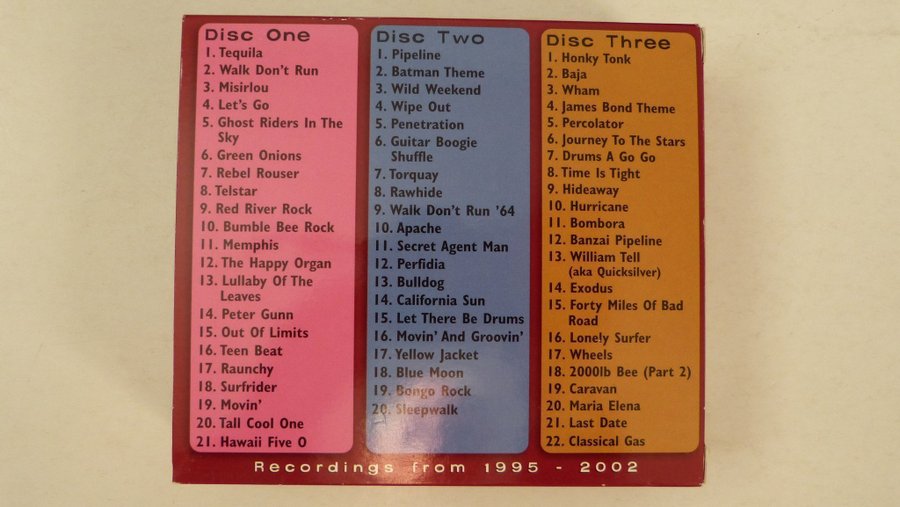 Disc One
1. Tequila
2. Walk Don't Run
3. Misirlou
4. Let's Go
5. Ghost Riders In The
Sky
6. Green Onions
7. Rebel Rouser
8. Telstar
9. Red River Rock
10. Bumble Bee Rock
11. Memphis
12. The Happy Organ
13. Lullaby Of The
Leaves
14. Peter Gunn
15. Out Of Limits
16. Teen Beat
17. Raunchy
18. Surfrider
19. Movin'
20. Tall Cool One
21. Hawaii Five O
Disc Two
1. Pipeline
2. Batman Theme
3. Wild Weekend
4. Wipe Out
5. Penetration
6. Guitar Boogie
Shuffle
7. Torquay
8. Rawhide
9. Walk Don't Run '64
10. Apache
11. Secret Agent Man
12. Perfidia
13. Bulldog
14. California Sun
15. Let There Be Drums
16. Movin' And Groovin'
17. Yellow Jacket
18. Blue Moon
19. Bongo Rock
20. Sleepwalk
Disc Three
1. Honky Tonk
2. Baja
3. Wham
4. James Bond Theme
5. Percolator
6. Journey To The Stars
7. Drums A Go Go
8. Time Is Tight
9. Hideaway
10. Hurricane
11. Bombora
12. Banzai Pipeline
13. William Tell
(aka Quicksilver)
14. Exodus
15. Forty Miles Of Bad
Road
16. Lonely Surfer
17. Wheels
18. 2000lb Bee (Part 2)
19. Caravan
20. Maria Elena
21. Last Date
22. Classical Gas
Recordings from 1995 - 2002